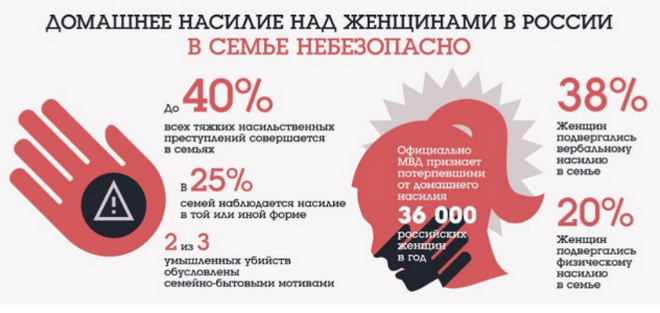 ДОМАШНЕЕ НАСИЛИЕ НАД ЖЕНЩИНАМИ В РОССИИ
В СЕМЬЕ НЕБЕЗОПАСНО
До 40%
всех тяжких насильственных
преступлений совершается
в семьях
В 25%
семей наблюдается насилие
в той или иной форме
2 из 3
умышленных убийств
обусловлены
семейно-бытовыми мотивами
Официально
МВД признает
потерпевшими
от домашнего
насилия
36 000
российских
женщин
в год
38%
Женщин
подвергались
вербальному
насилию
в семье
20%
Женщин
подвергались
физическому
насилию
в семье